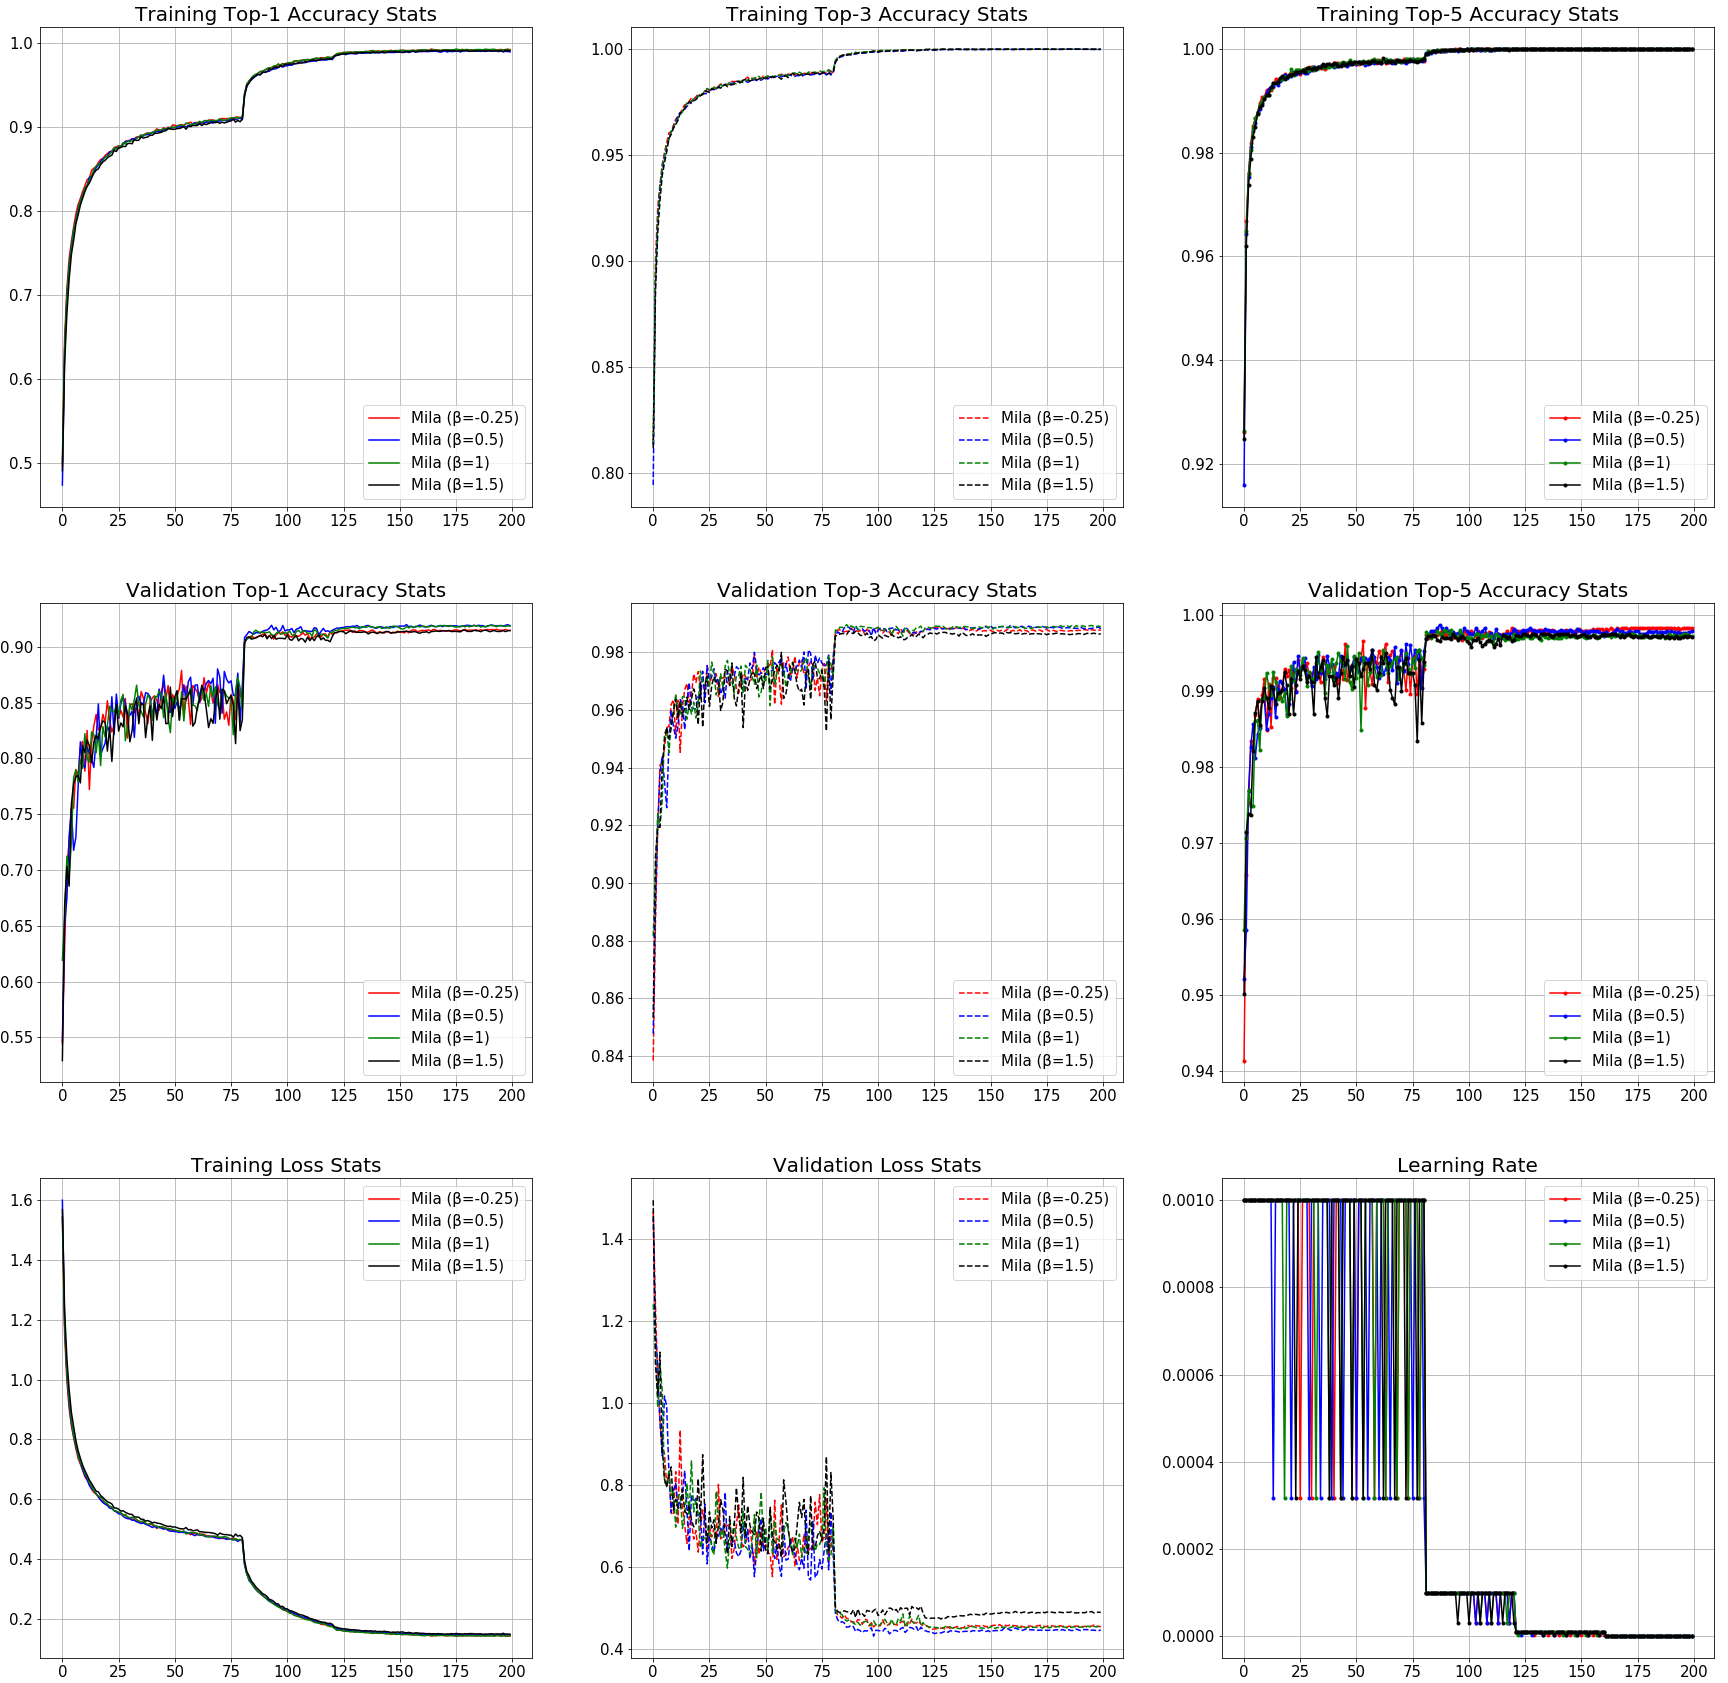 Training Top-1 Accuracy Stats
1.0
0.9
0.8
0.7
0.6
0.5
0 25 50 75 100 125 150 175 200
Mila (β=-0.25)
Mila (β=0.5)
Mila (β=1)
Mila (β=1.5)
Training Top-3 Accuracy Stats
1.00
0.95
0.90
0.85
0.80
0 25 50 75 100 125 150 175 200
Mila (β=-0.25)
Mila (β=0.5)
Mila (β=1)
Mila (β=1.5)
Training Top-5 Accuracy Stats
1.00
0.98
0.96
0.94
0.92
0 25 50 75 100 125 150 175 200
Mila (β=-0.25)
Mila (β=0.5)
Mila (β=1)
Mila (β=1.5)
Validation Top-1 Accuracy Stats
0.90
0.85
0.80
0.75
0.70
0.65
0.60
0.55
0 25 50 75 100 125 150 175 200
Mila (β=-0.25)
Mila (β=0.5)
Mila (β=1)
Mila (β=1.5)
Validation Top-3 Accuracy Stats
0.98
0.96
0.94
0.92
0.90
0.88
0.86
0.84
0 25 50 75 100 125 150 175 200
Mila (β=-0.25)
Mila (β=0.5)
Mila (β=1)
Mila (β=1.5)
Validation Top-5 Accuracy Stats
1.00
0.99
0.98
0.97
0.96
0.95
0.94
0 25 50 75 100 125 150 175 200
Mila (β=-0.25)
Mila (β=0.5)
Mila (β=1)
Mila (β=1.5)
Training Loss Stats
1.6
1.4
1.2
1.0
0.8
0.6
0.4
0.2
0 25 50 75 100 125 150 175 200
Mila (β=-0.25)
Mila (β=0.5)
Mila (β=1)
Mila (β=1.5)
Validation Loss Stats
1.4
1.2
1.0
0.8
0.6
0.4
0 25 50 75 100 125 150 175 200
Mila (β=-0.25)
Mila (β=0.5)
Mila (β=1)
Mila (β=1.5)
Learning Rate
0.0010
0.0008
0.0006
0.0004
0.0002
0.0000
0 25 50 75 100 125 150 175 200
Mila (β=-0.25)
Mila (β=0.5)
Mila (β=1)
Mila (β=1.5)